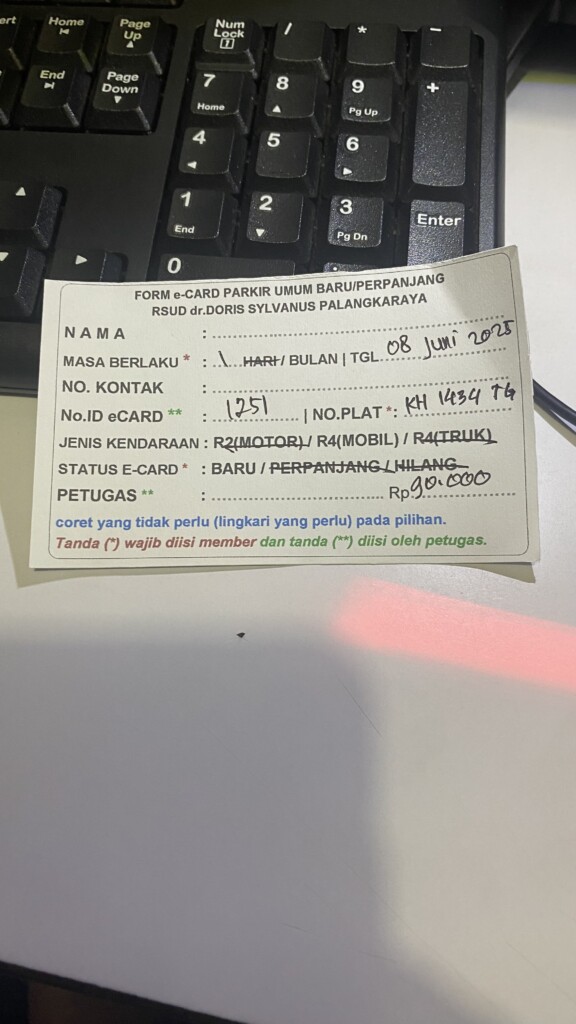 ert Home Page Up Num Lock / * -
End Page Down 7 Home 8 9 Pg Up +
4 5 6
1 End 2 3 Pg Dn Enter
0 .
FORM e-CARD PARKIR UMUM BARU/PERPANJANG
RSUD dr.DORIS SYLVANUS PALANGKARAYA
NAMA :
MASA BERLAKU * : 1 HARI / BULAN | TGL 08 Juni 2025
NO. KONTAK :
No.ID eCARD ** : 1251 | NO.PLAT *: KH 1434 TG
JENIS KENDARAAN : R2(MOTOR) / R4(MOBIL) / R4(TRUK)
STATUS E-CARD * : BARU / PERPANJANG / HILANG
PETUGAS ** : Rp 90.000
coret yang tidak perlu (lingkari yang perlu) pada pilihan.
Tanda (*) wajib diisi member dan tanda (**) diisi oleh petugas.